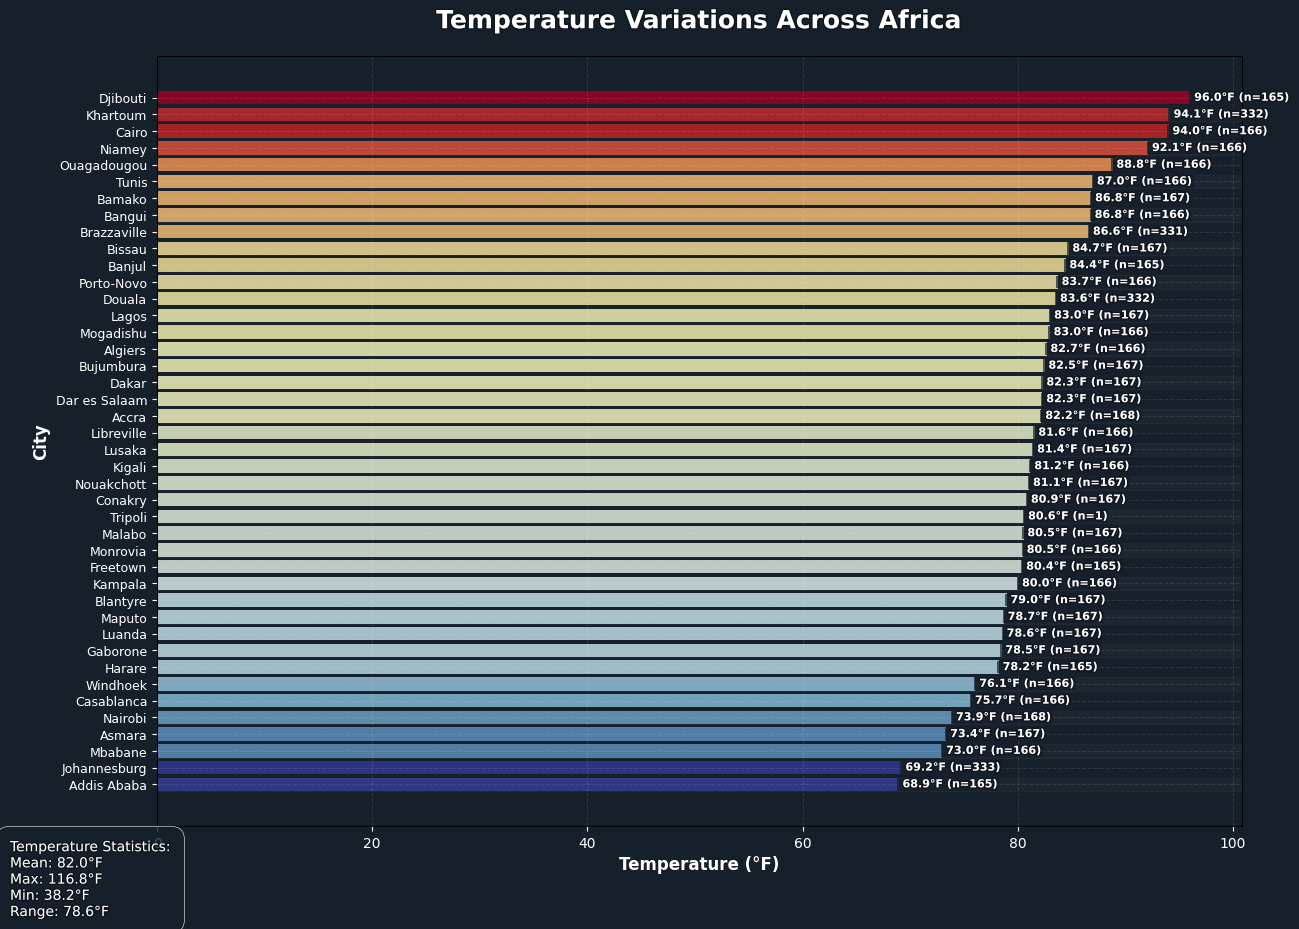 Temperature Variations Across Africa
Djibouti 96.0°F (n=165)
Khartoum 94.1°F (n=332)
Cairo 94.0°F (n=166)
Niamey 92.1°F (n=166)
Ouagadougou 88.8°F (n=166)
Tunis 87.0°F (n=166)
Bamako 86.8°F (n=167)
Bangui 86.8°F (n=166)
Brazzaville 86.6°F (n=331)
Bissau 84.7°F (n=167)
Banjul 84.4°F (n=165)
Porto-Novo 83.7°F (n=166)
Douala 83.6°F (n=332)
Lagos 83.0°F (n=167)
Mogadishu 83.0°F (n=166)
Algiers 82.7°F (n=166)
Bujumbura 82.5°F (n=167)
Dakar 82.3°F (n=167)
Dar es Salaam 82.3°F (n=167)
Accra 82.2°F (n=168)
Libreville 81.6°F (n=166)
Lusaka 81.4°F (n=167)
Kigali 81.2°F (n=166)
Nouakchott 81.1°F (n=167)
Conakry 80.9°F (n=167)
Tripoli 80.6°F (n=1)
Malabo 80.5°F (n=167)
Monrovia 80.5°F (n=166)
Freetown 80.4°F (n=165)
Kampala 80.0°F (n=166)
Blantyre 79.0°F (n=167)
Maputo 78.7°F (n=167)
Luanda 78.6°F (n=167)
Gaborone 78.5°F (n=167)
Harare 78.2°F (n=165)
Windhoek 76.1°F (n=166)
Casablanca 75.7°F (n=166)
Nairobi 73.9°F (n=168)
Asmara 73.4°F (n=167)
Mbabane 73.0°F (n=166)
Johannesburg 69.2°F (n=333)
Addis Ababa 68.9°F (n=165)
City
0 20 40 60 80 100
Temperature (°F)
Temperature Statistics:
Mean: 82.0°F
Max: 116.8°F
Min: 38.2°F
Range: 78.6°F